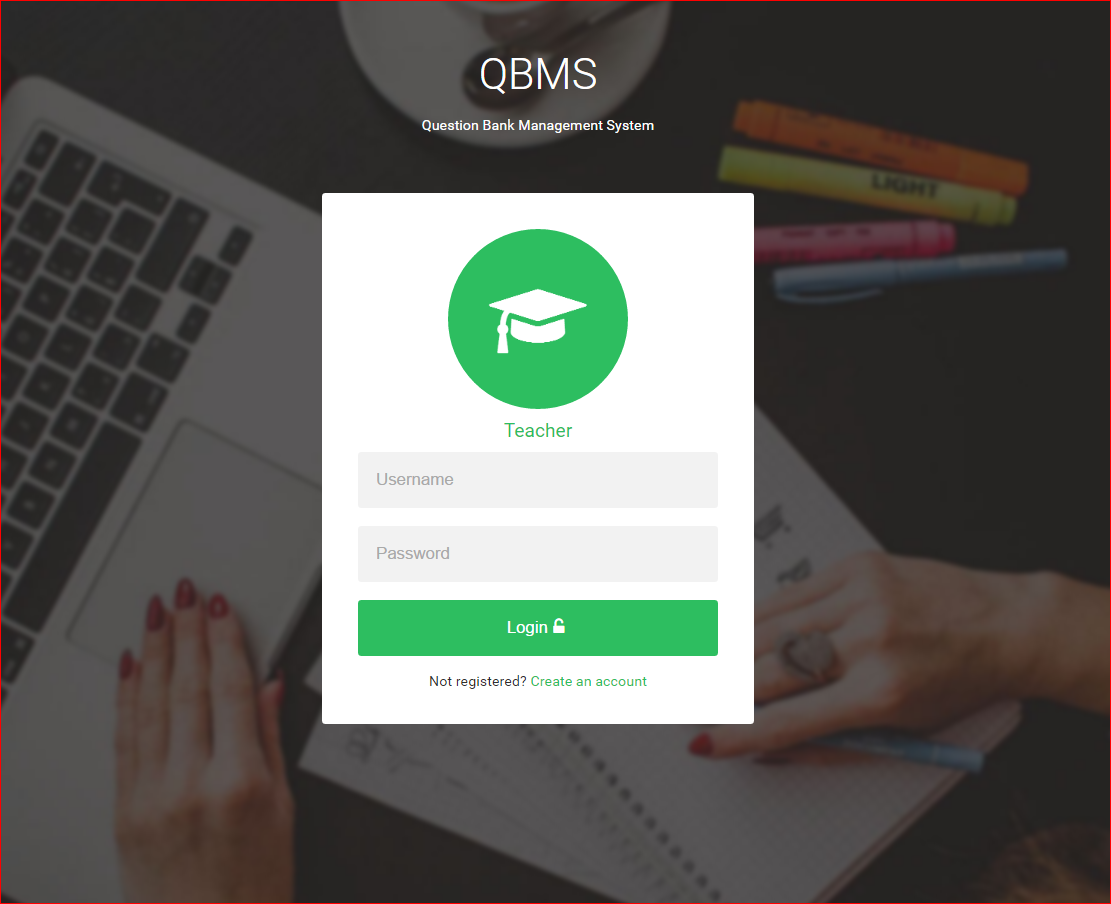 QBMS
Question Bank Management System
LIGHT
Teacher
Username
Password
Login
Not registered? Create an account